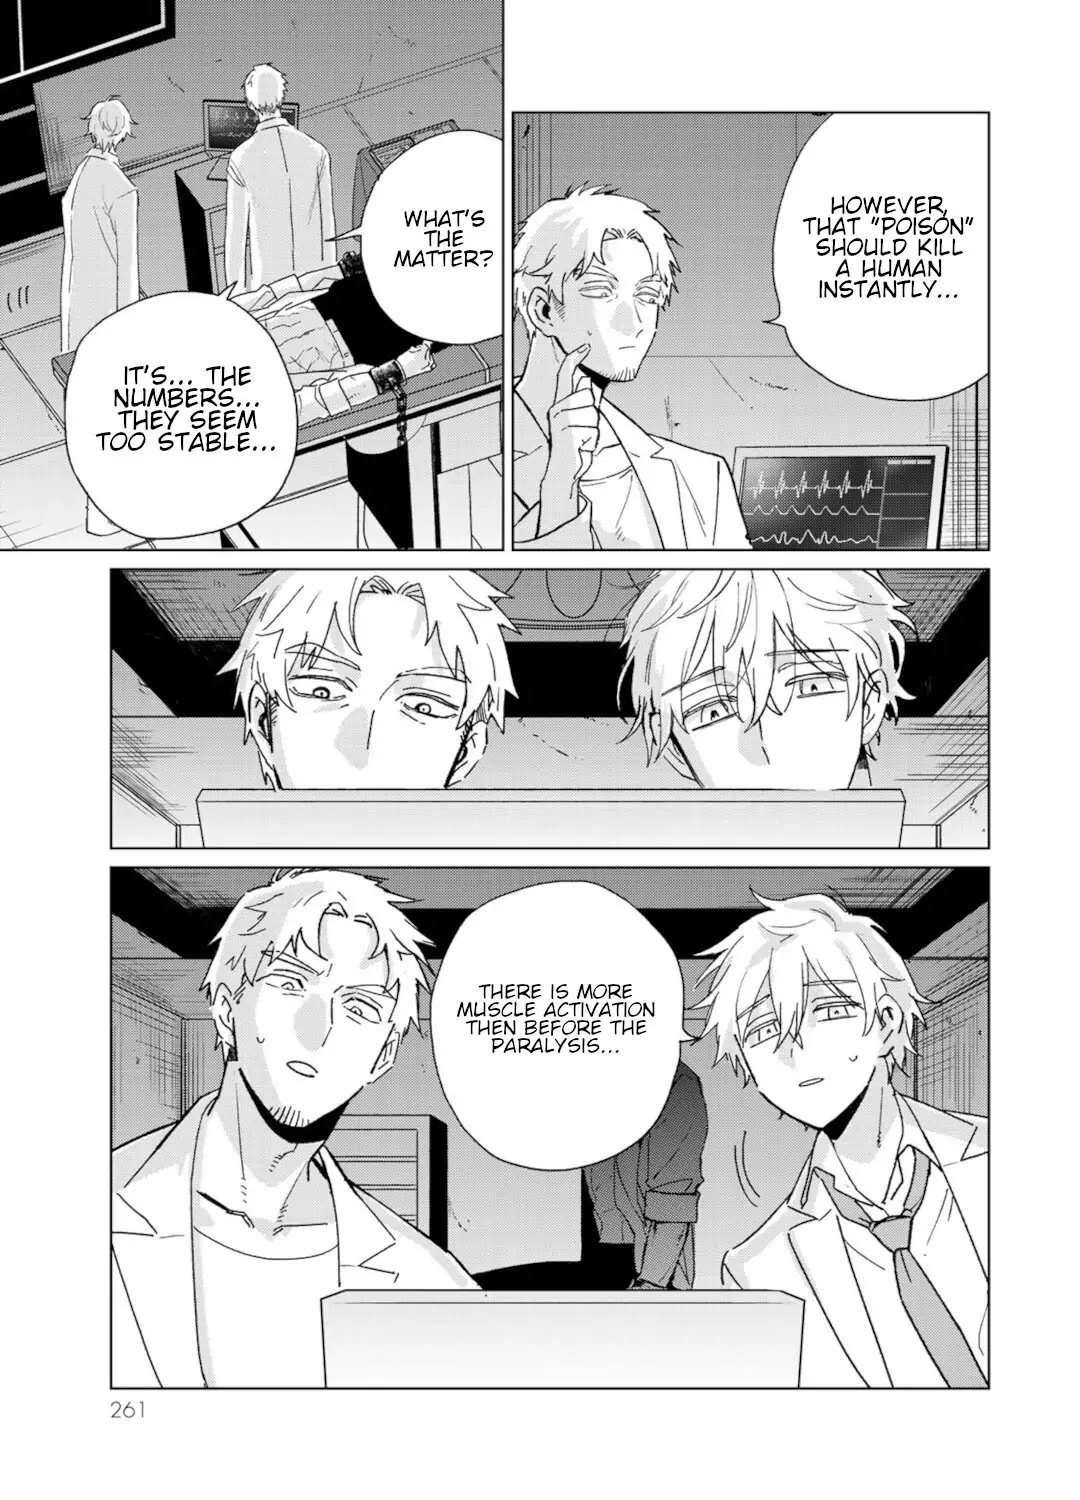 HOWEVER,
THAT "POISON"
SHOULD KILL
A HUMAN
INSTANTLY...
WHAT'S
THE
MATTER?
IT'S... THE
NUMBERS...
THEY SEEM
TOO STABLE...
THERE IS MORE
MUSCLE ACTIVATION
THEN BEFORE THE
PARALYSIS...
261